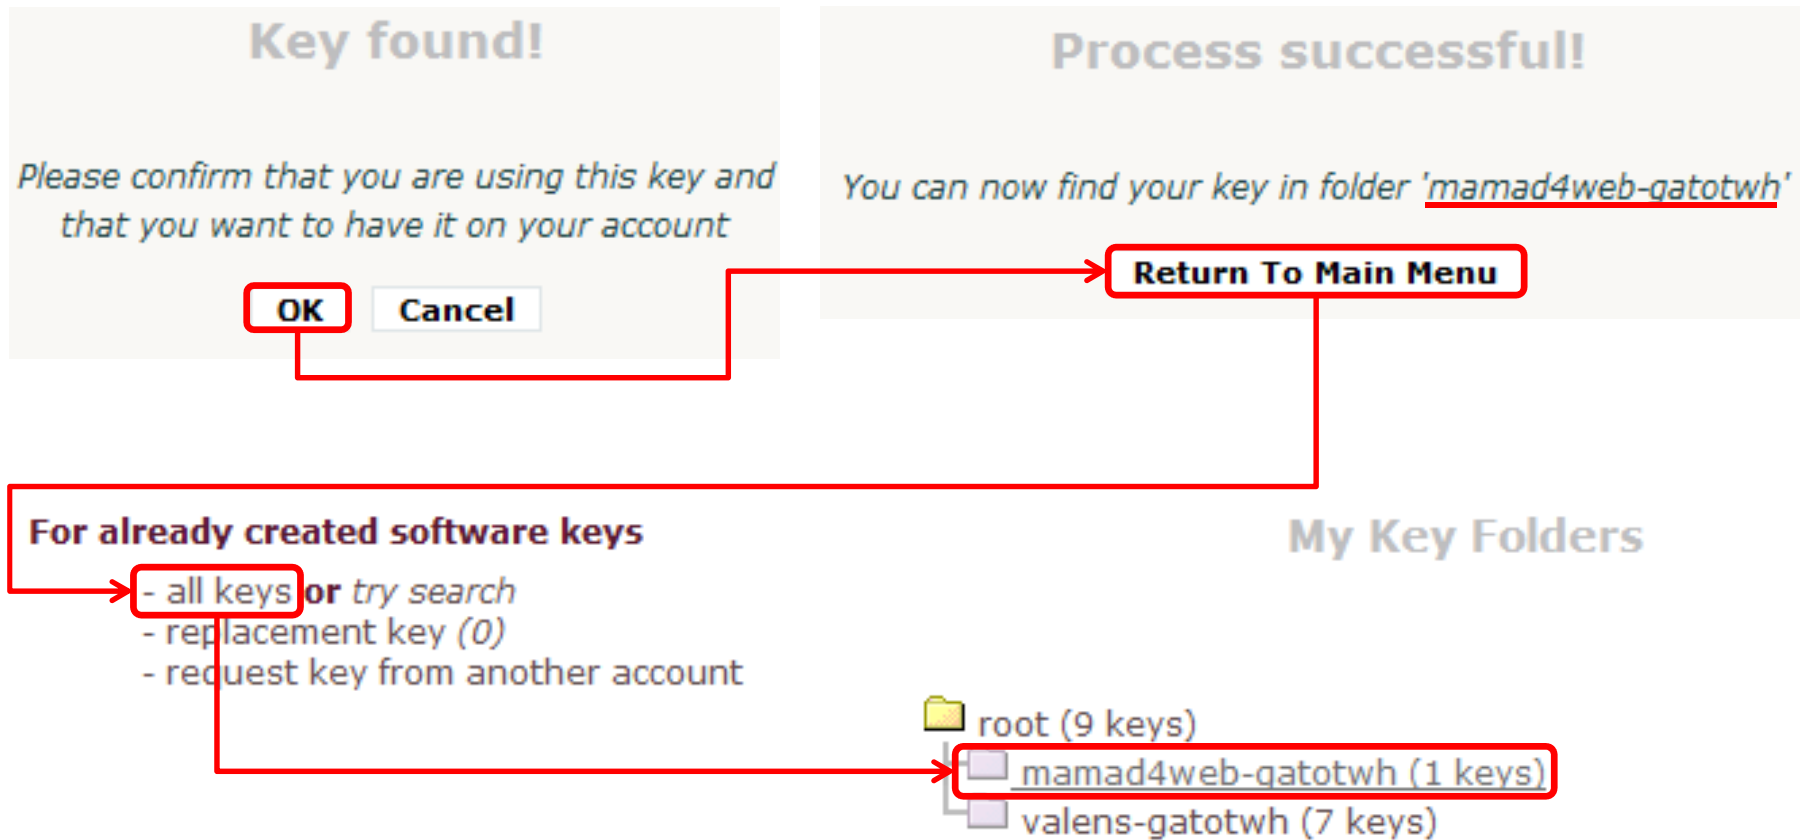 Key found!
Please confirm that you are using this key and
that you want to have it on your account
OK Cancel
Process successful!
You can now find your key in folder 'mamad4web-gatotwh'
Return To Main Menu
For already created software keys
- all keys or try search
- replacement key (0)
- request key from another account
My Key Folders
root (9 keys)
mamad4web-gatotwh (1 keys)
valens-gatotwh (7 keys)